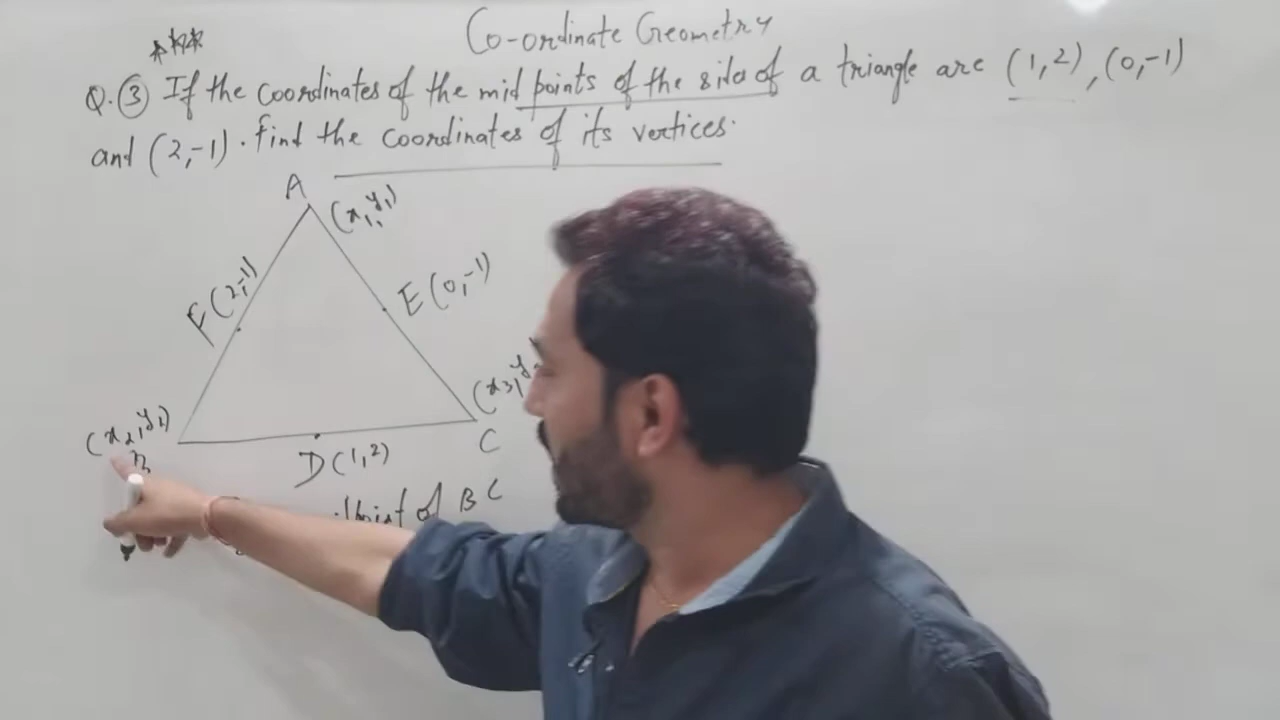 Co-ordinate Geometry
Q.③ If the coordinates of the mid points of the sides of a triangle are (1,2), (0,-1)
and (2,-1). find the coordinates of its vertices.
A
(x₁, y₁)
F(2,-1)
E(0,-1)
(x₂, y₂)
B
(x₃, y
C
D(1,2)
point of BC